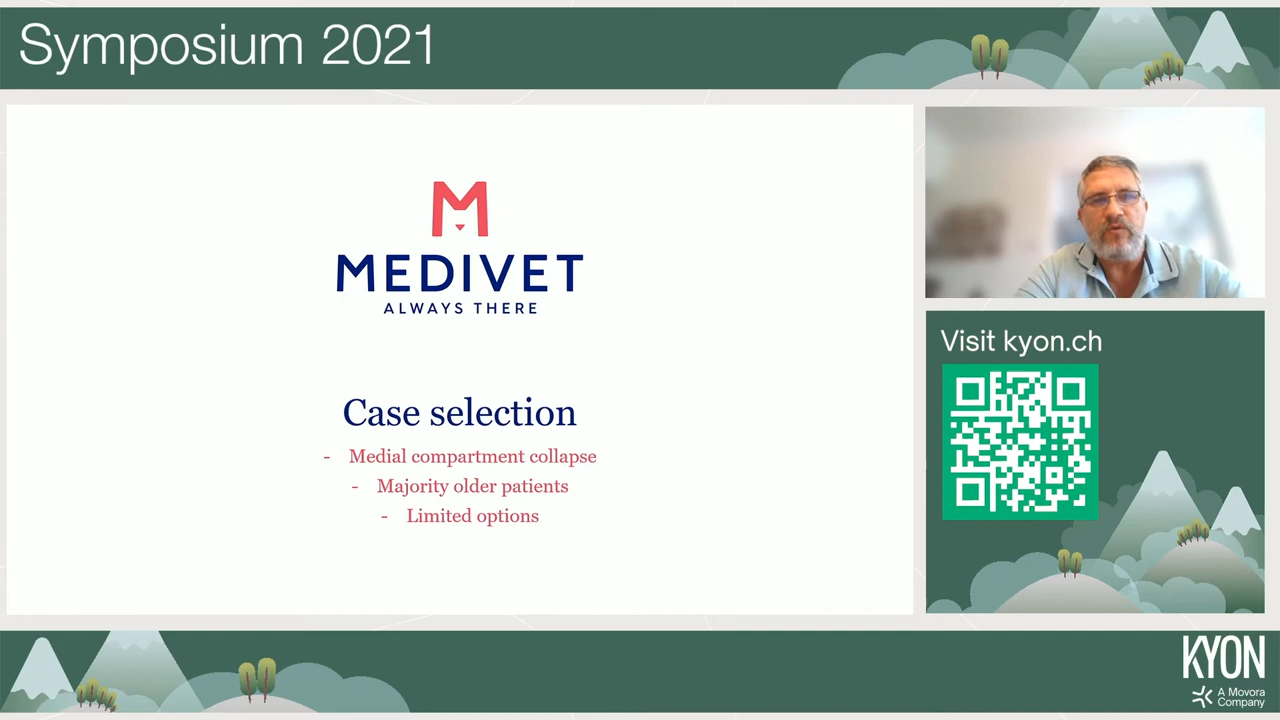 Symposium 2021
M
MEDIVET
ALWAYS THERE
Case selection
- Medial compartment collapse
- Majority older patients
- Limited options
Visit kyon.ch
KYON
A Movora
Company